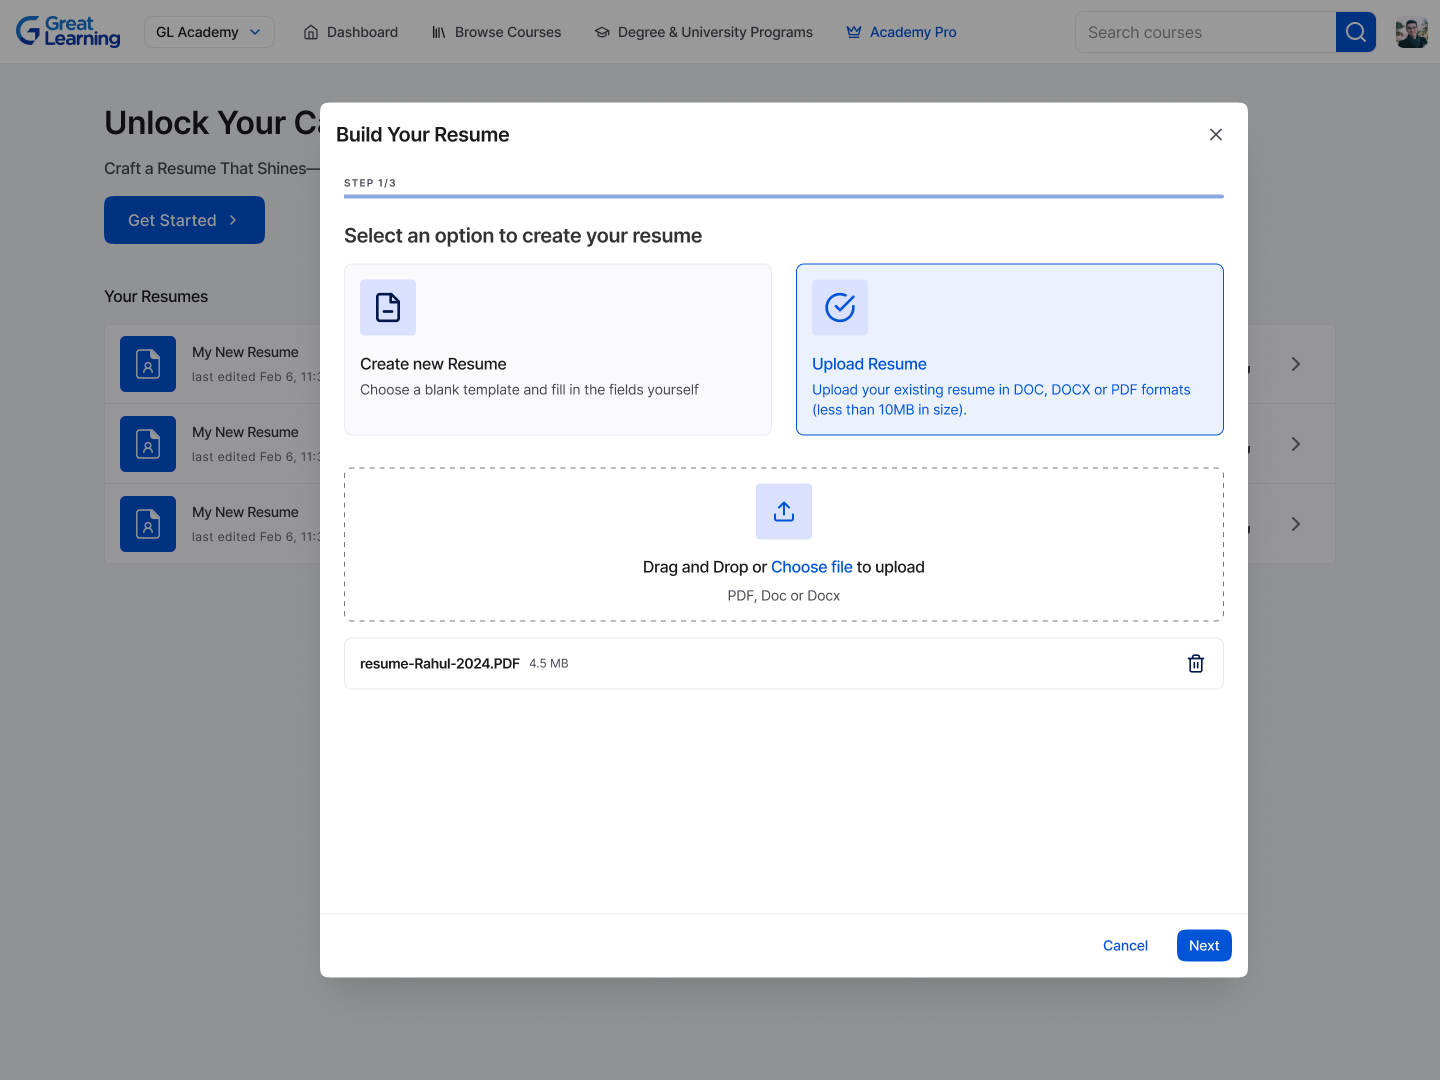 Great
Learning
GL Academy
Dashboard
Browse Courses
Degree & University Programs
Academy Pro
Search courses
Unlock Your
Craft a Resume That Shines—
Get Started
Your Resumes
My New Resume
last edited Feb 6, 11:3
My New Resume
last edited Feb 6, 11:3
My New Resume
last edited Feb 6, 11:3
Build Your Resume
STEP 1/3
Select an option to create your resume
Create new Resume
Choose a blank template and fill in the fields yourself
Upload Resume
Upload your existing resume in DOC, DOCX or PDF formats
(less than 10MB in size).
Drag and Drop or Choose file to upload
PDF, Doc or Docx
resume-Rahul-2024.PDF 4.5 MB
Cancel
Next